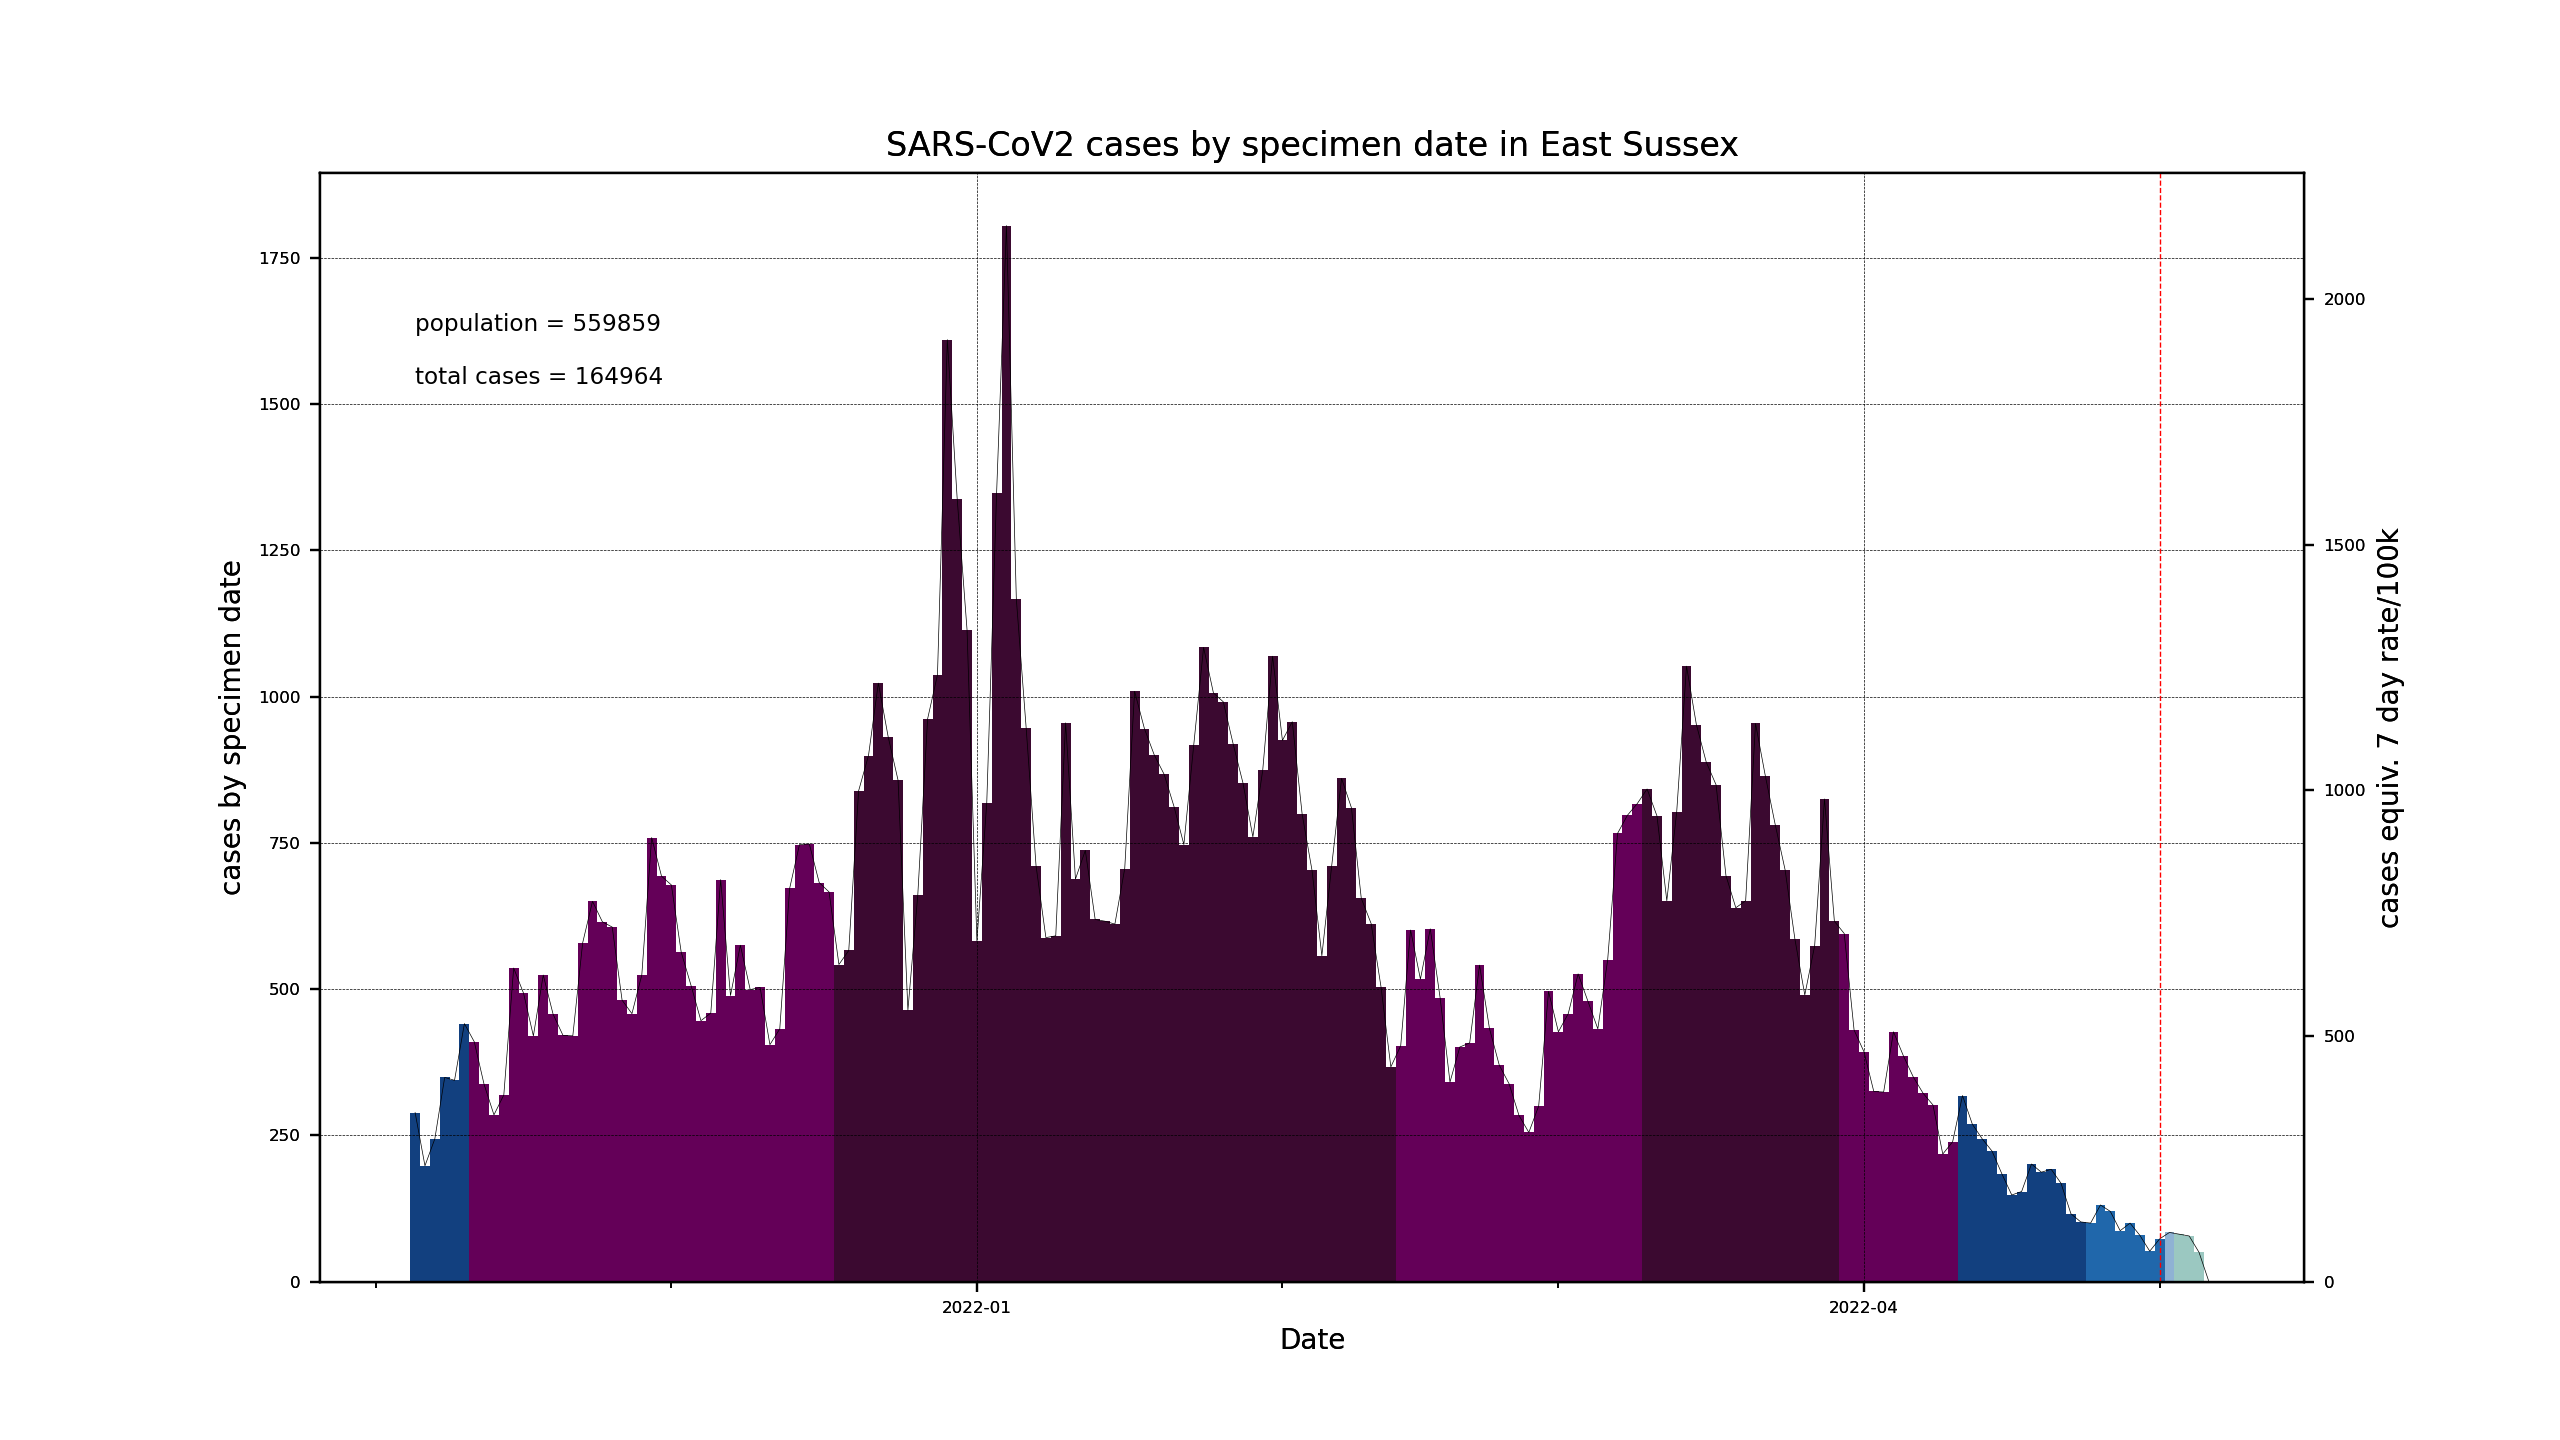 SARS-CoV2 cases by specimen date in East Sussex
population = 559859
total cases = 164964
cases by specimen date
1750
1500
1250
1000
750
500
250
0
2000
1500
1000
500
0
cases equiv. 7 day rate/100k
2022-01
2022-04
Date